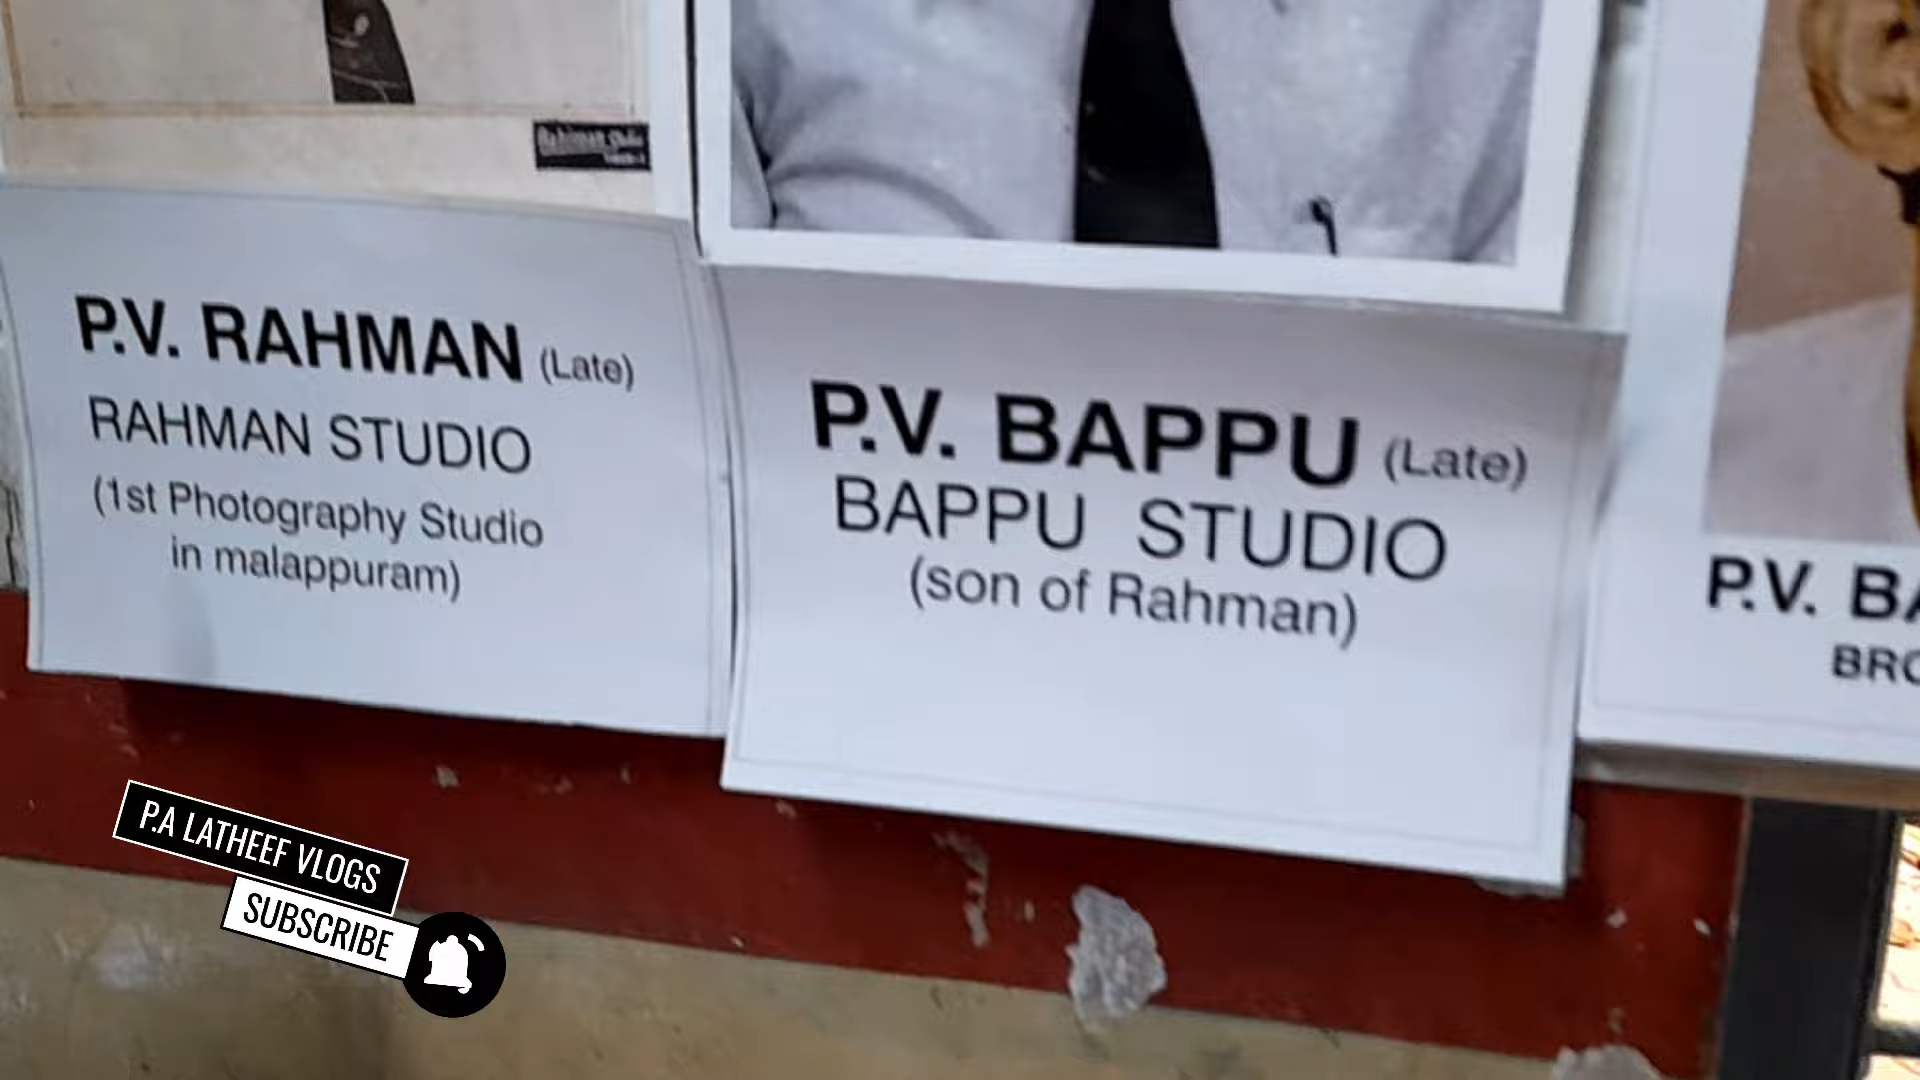 P.V. RAHMAN (Late)
RAHMAN STUDIO
(1st Photography Studio
in malappuram)
P.V. BAPPU (Late)
BAPPU STUDIO
(son of Rahman)
P.V. BA
BRO
P.A LATHEEF VLOGS
SUBSCRIBE